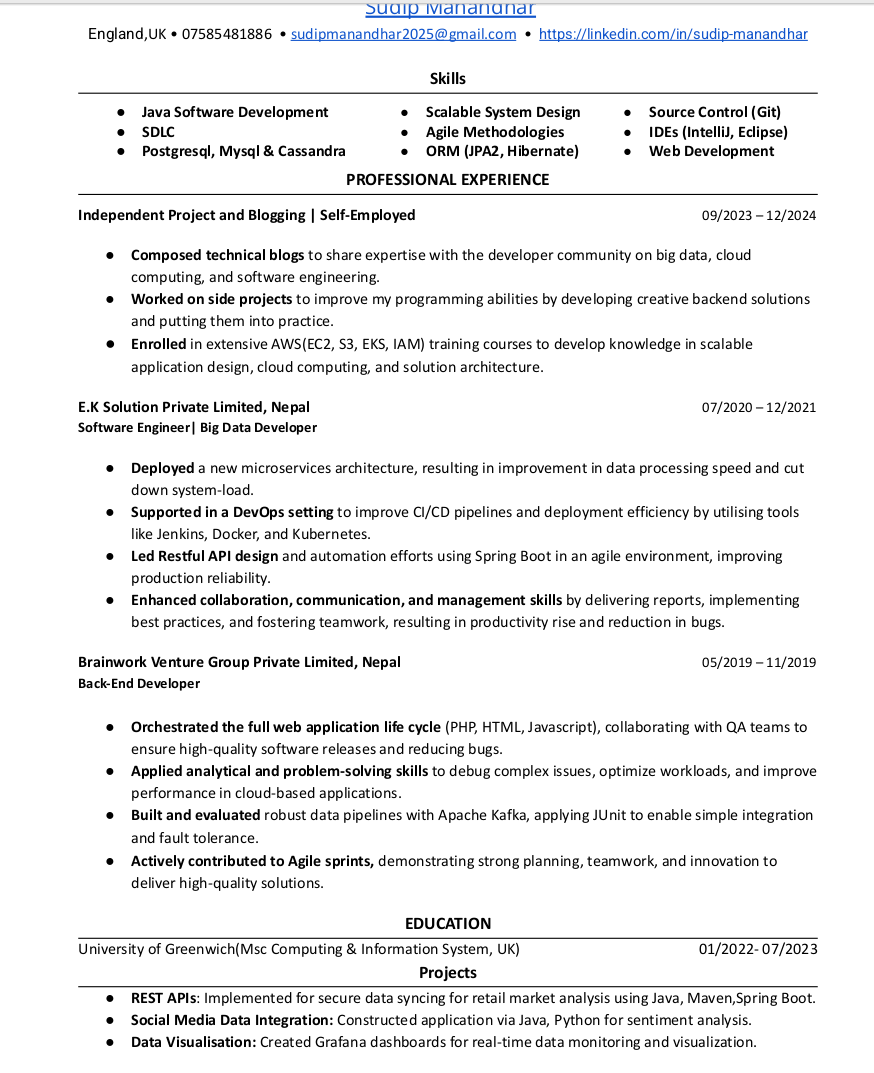 Sudip Manandhar
England,UK • 07585481886 • sudipmanandhar2025@gmail.com • https://linkedin.com/in/sudip-manandhar
Skills
● Java Software Development ● Scalable System Design ● Source Control (Git)
● SDLC ● Agile Methodologies ● IDEs (IntelliJ, Eclipse)
● Postgresql, Mysql & Cassandra ● ORM (JPA2, Hibernate) ● Web Development
PROFESSIONAL EXPERIENCE
Independent Project and Blogging | Self-Employed 09/2023 – 12/2024
● Composed technical blogs to share expertise with the developer community on big data, cloud
computing, and software engineering.
● Worked on side projects to improve my programming abilities by developing creative backend solutions
and putting them into practice.
● Enrolled in extensive AWS(EC2, S3, EKS, IAM) training courses to develop knowledge in scalable
application design, cloud computing, and solution architecture.
E.K Solution Private Limited, Nepal 07/2020 – 12/2021
Software Engineer| Big Data Developer
● Deployed a new microservices architecture, resulting in improvement in data processing speed and cut
down system-load.
● Supported in a DevOps setting to improve CI/CD pipelines and deployment efficiency by utilising tools
like Jenkins, Docker, and Kubernetes.
● Led Restful API design and automation efforts using Spring Boot in an agile environment, improving
production reliability.
● Enhanced collaboration, communication, and management skills by delivering reports, implementing
best practices, and fostering teamwork, resulting in productivity rise and reduction in bugs.
Brainwork Venture Group Private Limited, Nepal 05/2019 – 11/2019
Back-End Developer
● Orchestrated the full web application life cycle (PHP, HTML, Javascript), collaborating with QA teams to
ensure high-quality software releases and reducing bugs.
● Applied analytical and problem-solving skills to debug complex issues, optimize workloads, and improve
performance in cloud-based applications.
● Built and evaluated robust data pipelines with Apache Kafka, applying JUnit to enable simple integration
and fault tolerance.
● Actively contributed to Agile sprints, demonstrating strong planning, teamwork, and innovation to
deliver high-quality solutions.
EDUCATION
University of Greenwich(Msc Computing & Information System, UK) 01/2022- 07/2023
Projects
● REST APIs: Implemented for secure data syncing for retail market analysis using Java, Maven,Spring Boot.
● Social Media Data Integration: Constructed application via Java, Python for sentiment analysis.
● Data Visualisation: Created Grafana dashboards for real-time data monitoring and visualization.